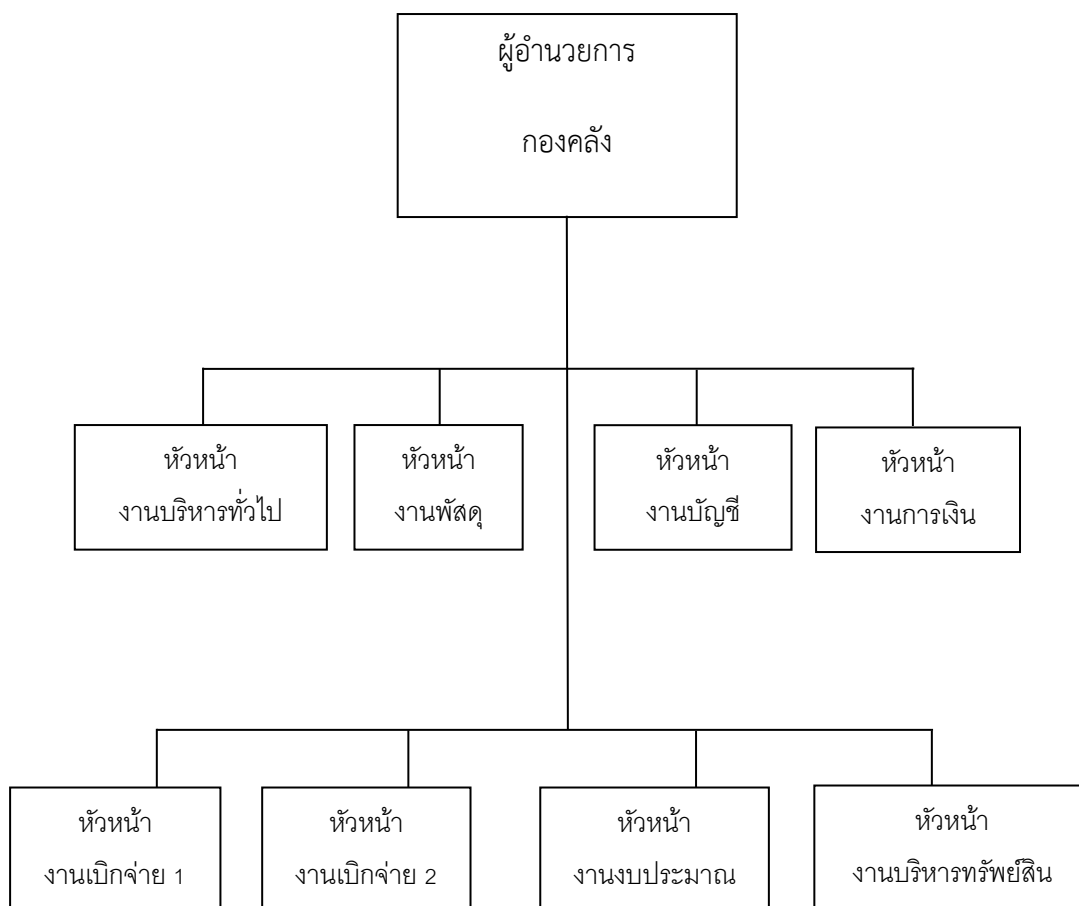 ผู้อำนวยการ
กองคลัง
หัวหน้า
งานบริหารทั่วไป
หัวหน้า
งานพัสดุ
หัวหน้า
งานบัญชี
หัวหน้า
งานการเงิน
หัวหน้า
งานเบิกจ่าย 1
หัวหน้า
งานเบิกจ่าย 2
หัวหน้า
งานงบประมาณ
หัวหน้า
งานบริหารทรัพย์สิน